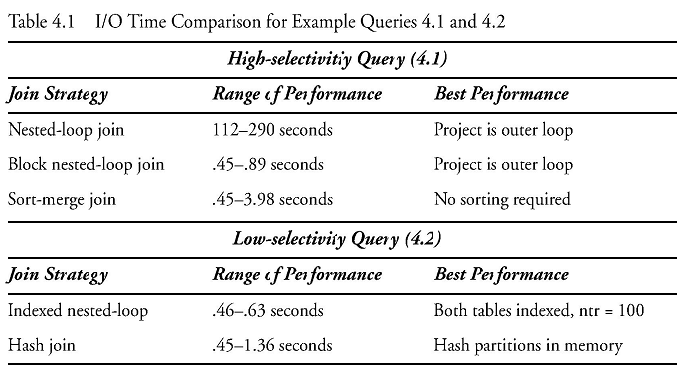 Table 4.1 I/O Time Comparison for Example Queries 4.1 and 4.2
High-selectivity Query (4.1)
Join Strategy Range of Performance Best Performance
Nested-loop join 112–290 seconds Project is outer loop
Block nested-loop join .45–.89 seconds Project is outer loop
Sort-merge join .45–3.98 seconds No sorting required
Low-selectivity Query (4.2)
Join Strategy Range of Performance Best Performance
Indexed nested-loop .46–.63 seconds Both tables indexed, ntr = 100
Hash join .45–1.36 seconds Hash partitions in memory